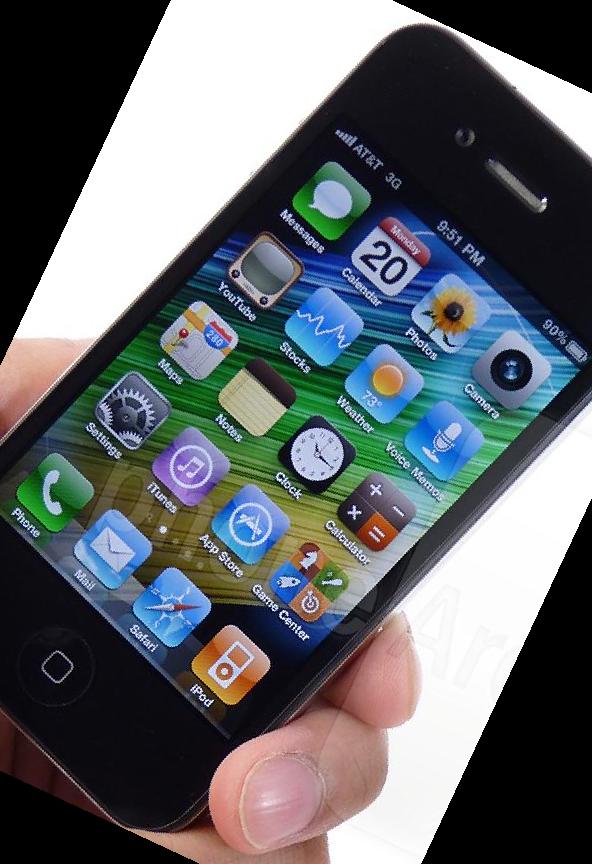 AT&T 3G 9:51 PM 90%
Messages
Monday
20
Calendar
Photos
Camera
YouTube
Stocks
73°
Weather
Voice Memos
280
Maps
Notes
Clock
Calculator
Settings
iTunes
App Store
Game Center
Phone
Mail
Safari
iPod